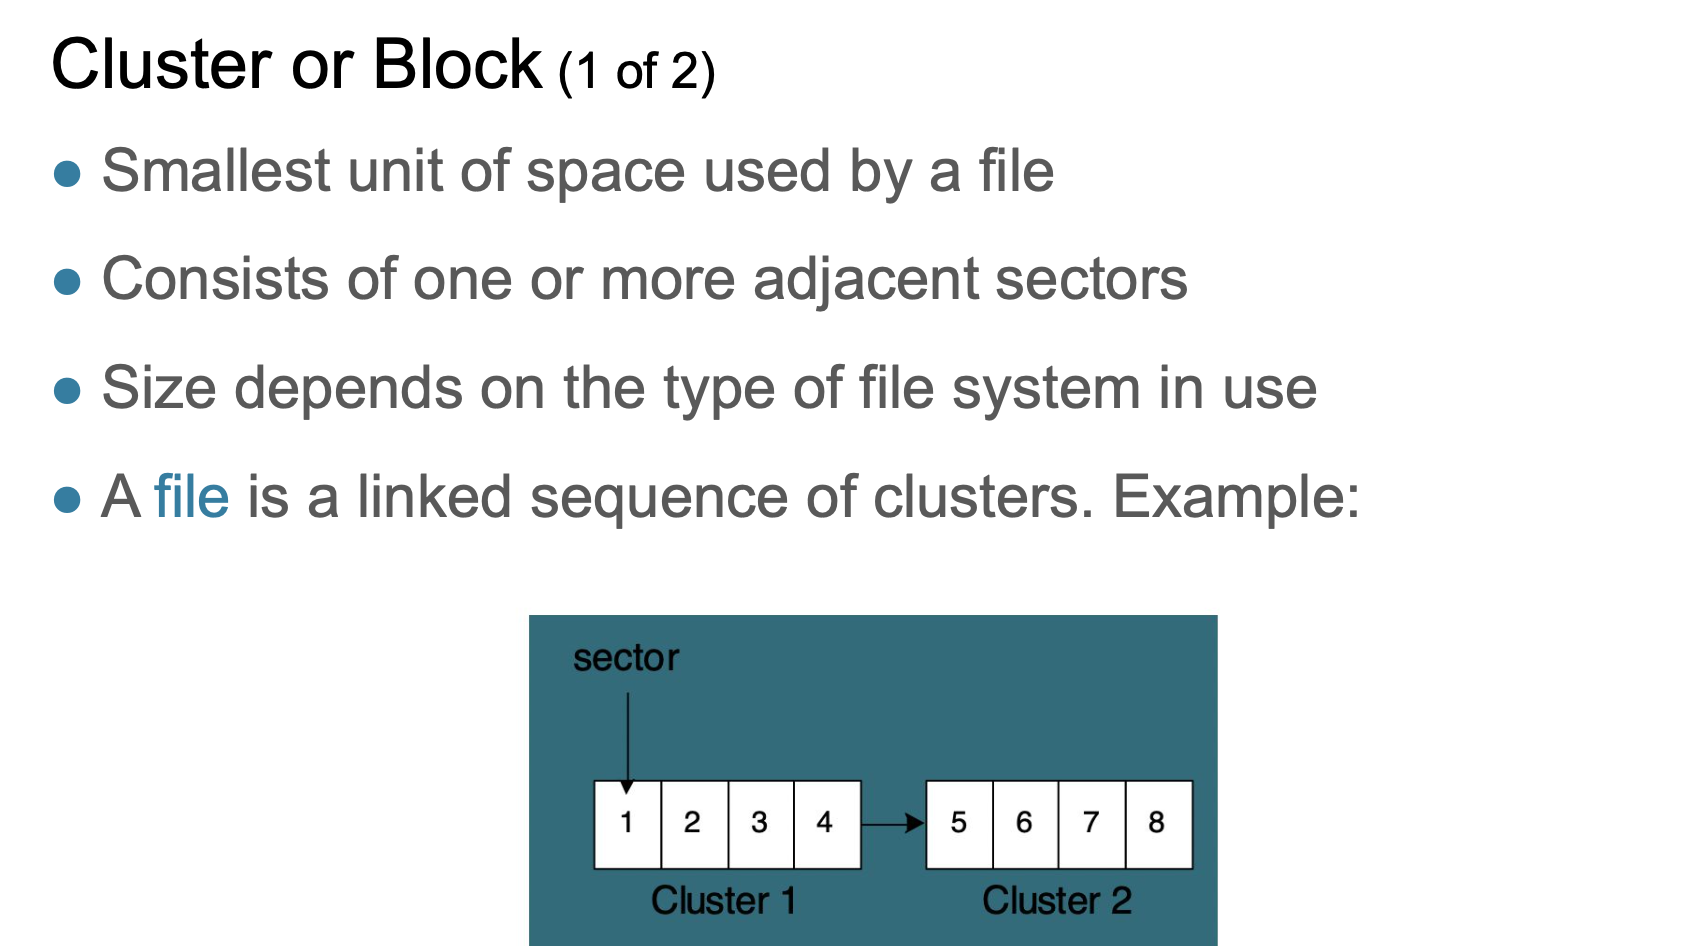 Cluster or Block (1 of 2)
● Smallest unit of space used by a file
● Consists of one or more adjacent sectors
● Size depends on the type of file system in use
● A file is a linked sequence of clusters. Example:
sector
1 2 3 4 5 6 7 8
Cluster 1 Cluster 2